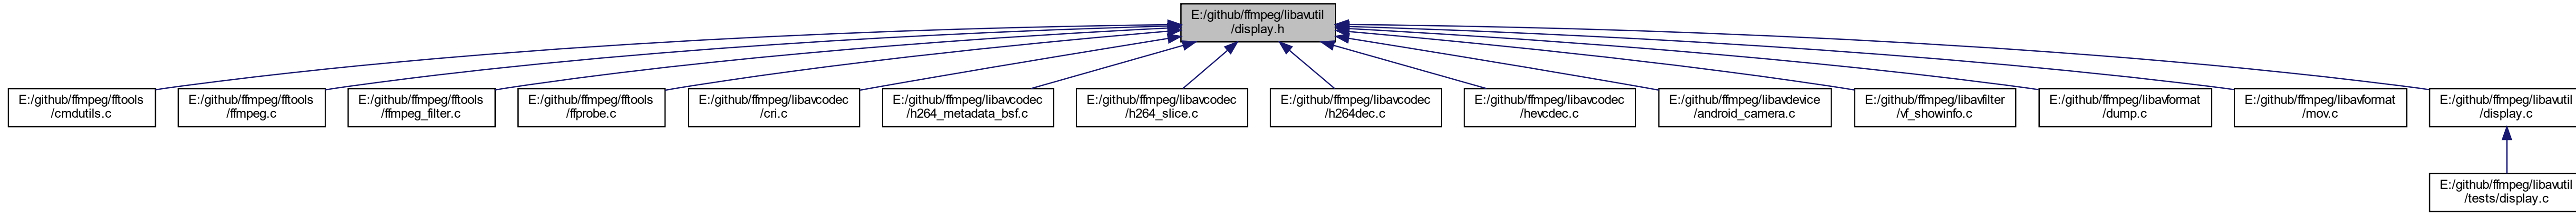 E:/github/ffmpeg/libavutil
/display.h
E:/github/ffmpeg/fftools
/cmdutils.c
E:/github/ffmpeg/fftools
/ffmpeg.c
E:/github/ffmpeg/fftools
/ffmpeg_filter.c
E:/github/ffmpeg/fftools
/ffprobe.c
E:/github/ffmpeg/libavcodec
/cri.c
E:/github/ffmpeg/libavcodec
/h264_metadata_bsf.c
E:/github/ffmpeg/libavcodec
/h264_slice.c
E:/github/ffmpeg/libavcodec
/h264dec.c
E:/github/ffmpeg/libavcodec
/hevcdec.c
E:/github/ffmpeg/libavdevice
/android_camera.c
E:/github/ffmpeg/libavfilter
/vf_showinfo.c
E:/github/ffmpeg/libavformat
/dump.c
E:/github/ffmpeg/libavformat
/mov.c
E:/github/ffmpeg/libavutil
/display.c
E:/github/ffmpeg/libavutil
/tests/display.c